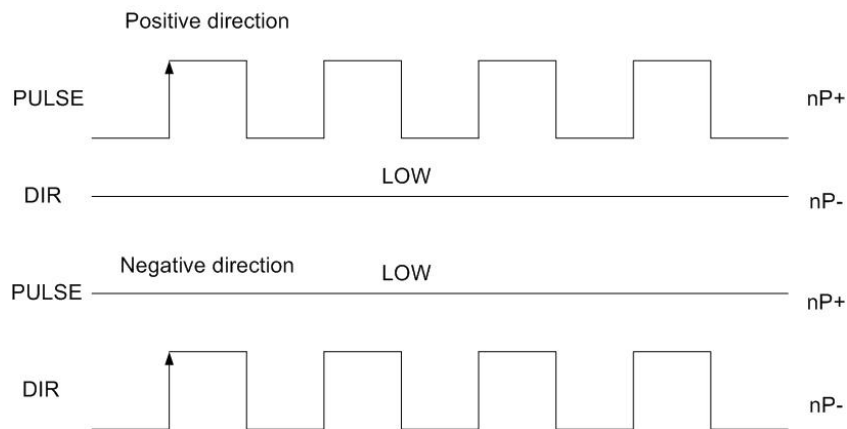 Positive direction
PULSE nP+
LOW
DIR nP-
Negative direction LOW
PULSE nP+
DIR nP-